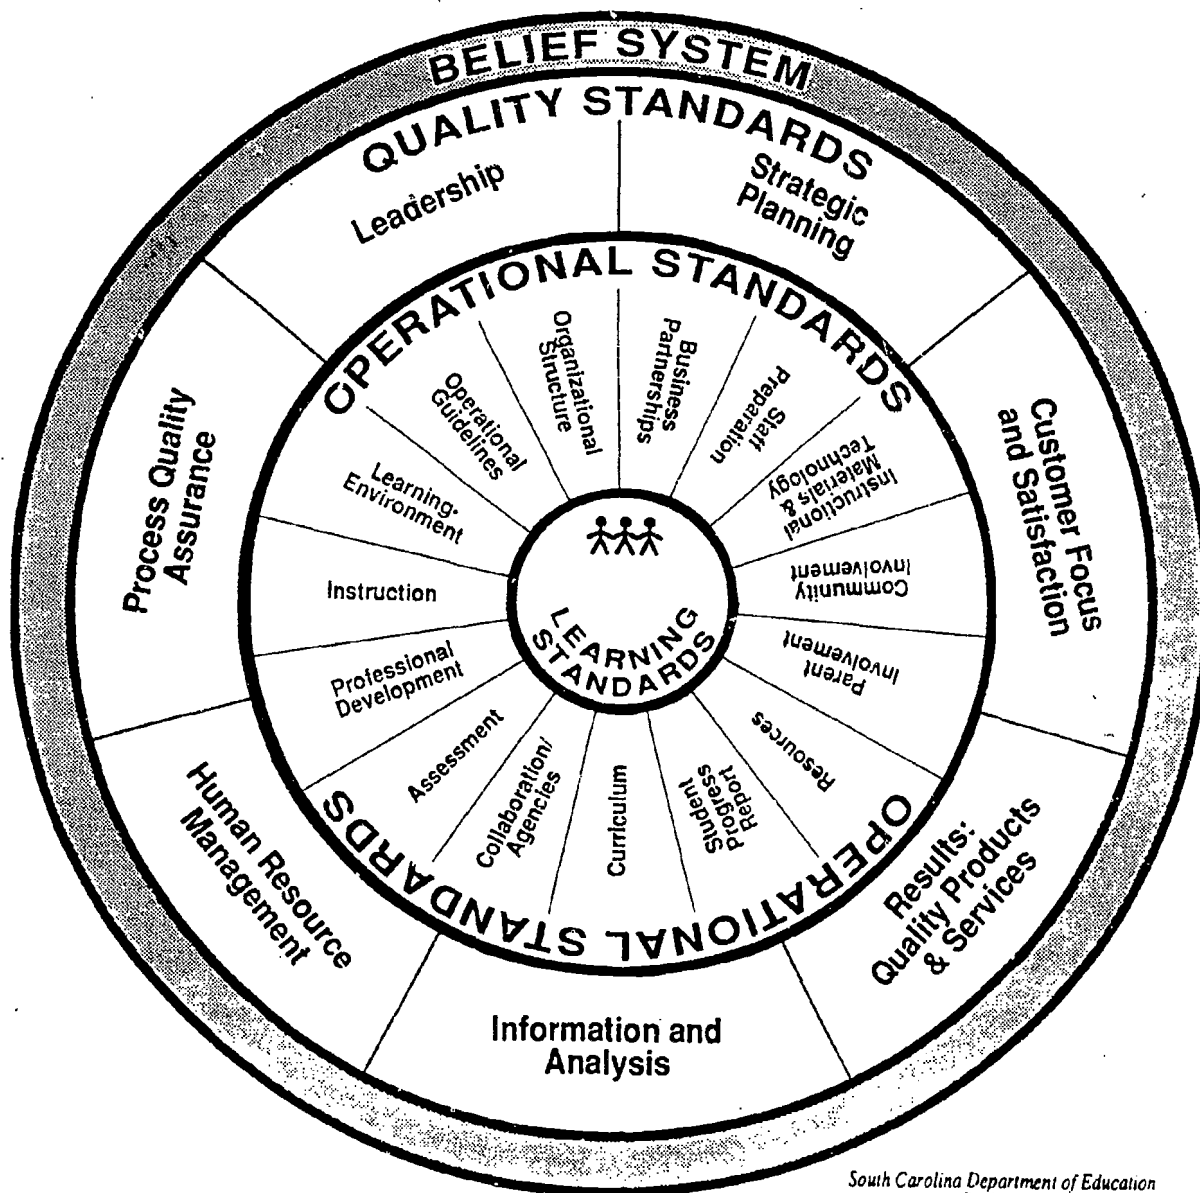 BELIEF SYSTEM
QUALITY STANDARDS
Leadership
Strategic
Planning
Customer Focus
and Satisfaction
Results:
Quality Products
& Services
Information and
Analysis
Human Resource
Management
Process Quality
Assurance
OPERATIONAL STANDARDS
Organizational
Structure
Business
Partnerships
Staff
Preparation
Instructional
Materials &
Technology
Community
Involvement
Parent
Involvement
Resources
Student
Progress
Report
Curriculum
Collaboration/
Agencies
Assessment
Professional
Development
Instruction
Learning
Environment
Operational
Guidelines
OPERATIONAL STANDARDS
LEARNING
STANDARDS
South Carolina Department of Education